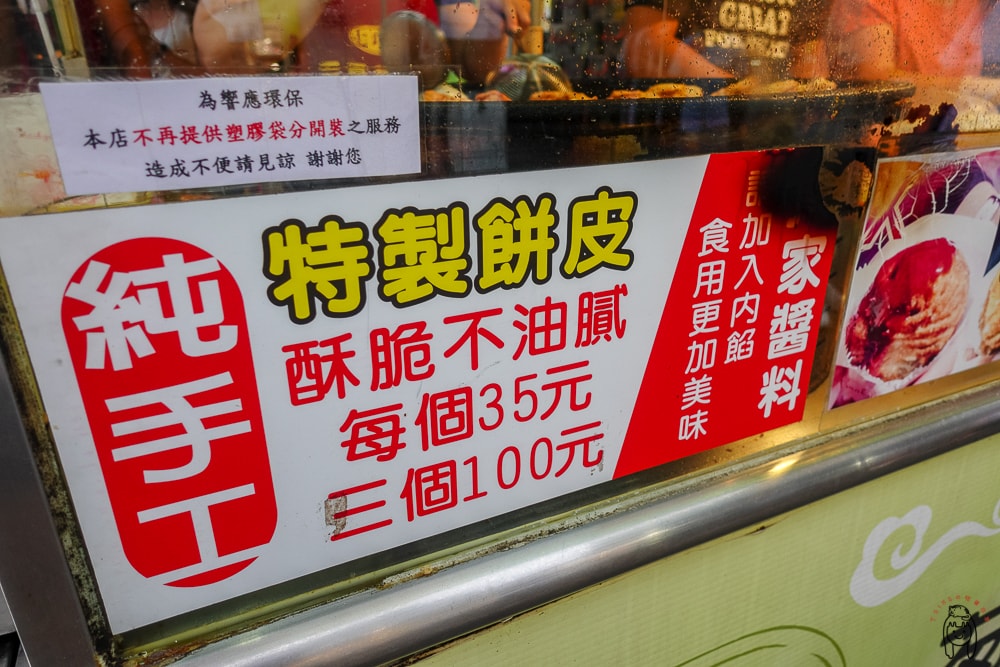 為響應環保
本店不再提供塑膠袋分開裝之服務
造成不便請見諒 謝謝您
純手工
特製餅皮
酥脆不油膩
每個35元
三個100元
家醬料
請加入內餡
食用更加美味
GREAT